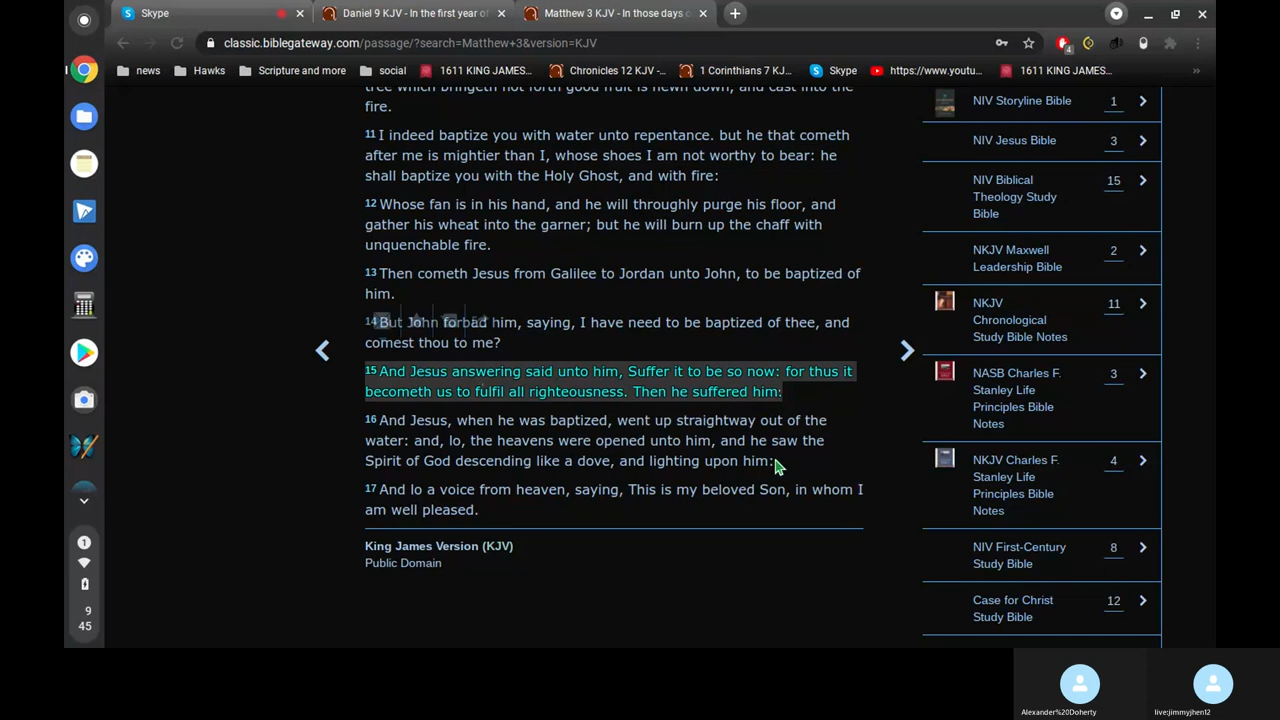 Skype
Daniel 9 KJV - In the first year of
Matthew 3 KJV - In those days o
classic.biblegateway.com/passage/?search=Matthew+3&version=KJV
4
news
Hawks
Scripture and more
social
1611 KING JAMES...
Chronicles 12 KJV -...
1 Corinthians 7 KJ...
Skype
https://www.youtu...
1611 KING JAMES...
»
tree which bringeth not forth good fruit is hewn down, and cast into the
fire.
11 I indeed baptize you with water unto repentance. but he that cometh
after me is mightier than I, whose shoes I am not worthy to bear: he
shall baptize you with the Holy Ghost, and with fire:
12 Whose fan is in his hand, and he will throughly purge his floor, and
gather his wheat into the garner; but he will burn up the chaff with
unquenchable fire.
13 Then cometh Jesus from Galilee to Jordan unto John, to be baptized of
him.
14 But John forbad him, saying, I have need to be baptized of thee, and
comest thou to me?
15 And Jesus answering said unto him, Suffer it to be so now: for thus it
becometh us to fulfil all righteousness. Then he suffered him:
16 And Jesus, when he was baptized, went up straightway out of the
water: and, lo, the heavens were opened unto him, and he saw the
Spirit of God descending like a dove, and lighting upon him:
17 And lo a voice from heaven, saying, This is my beloved Son, in whom I
am well pleased.
King James Version (KJV)
Public Domain
NIV Storyline Bible 1
NIV Jesus Bible 3
NIV Biblical 15
Theology Study
Bible
NKJV Maxwell 2
Leadership Bible
NKJV 11
Chronological
Study Bible Notes
NASB Charles F. 3
Stanley Life
Principles Bible
Notes
NKJV Charles F. 4
Stanley Life
Principles Bible
Notes
NIV First-Century 8
Study Bible
Case for Christ 12
Study Bible
1
9
45
Alexander%20Doherty
live:jimmyjhen12